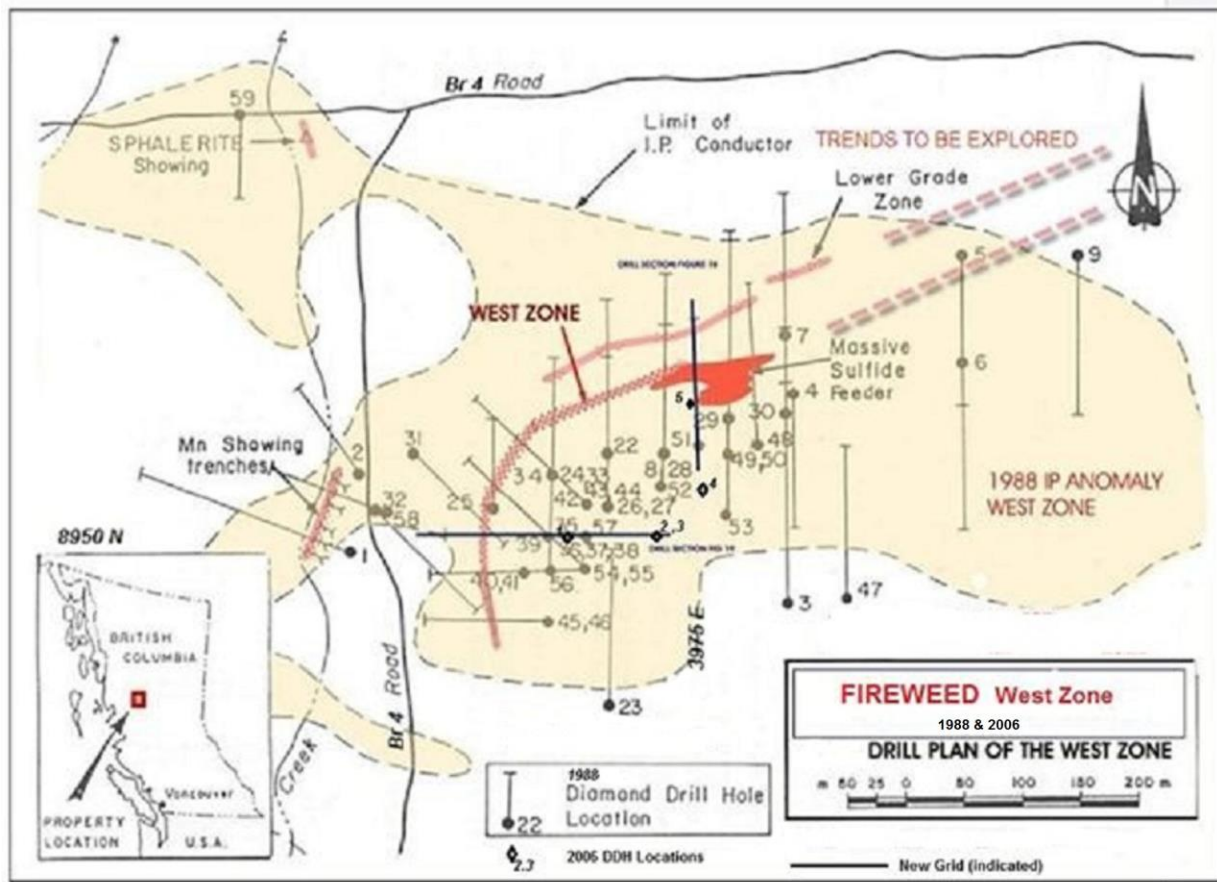 Br 4 Road
59
SPHALERITE
Showing
Limit of
I.P. Conductor
TRENDS TO BE EXPLORED
Lower Grade
Zone
N
5
9
WEST ZONE
7
6
Massive
Sulfide
Feeder
4
5
29
30
Mn Showing
trenches
2
31
22
51
48
49,50
34
24,33
8,28
25
42
43
44
26,27
52
4
1988 IP ANOMALY
WEST ZONE
32
58
35
57
2,3
53
39
36,37,38
1
40,41
56
54,55
45,46
3
47
23
8950 N
3975 E
Br 4 Road
Creek
BRITISH
COLUMBIA
Vancouver
PROPERTY
LOCATION
U.S.A.
FIREWEED West Zone
1988 & 2006
DRILL PLAN OF THE WEST ZONE
m 50 25 0 50 100 150 200 m
1988
Diamond Drill Hole
Location
22
2.3
2006 DDH Locations
New Grid (indicated)